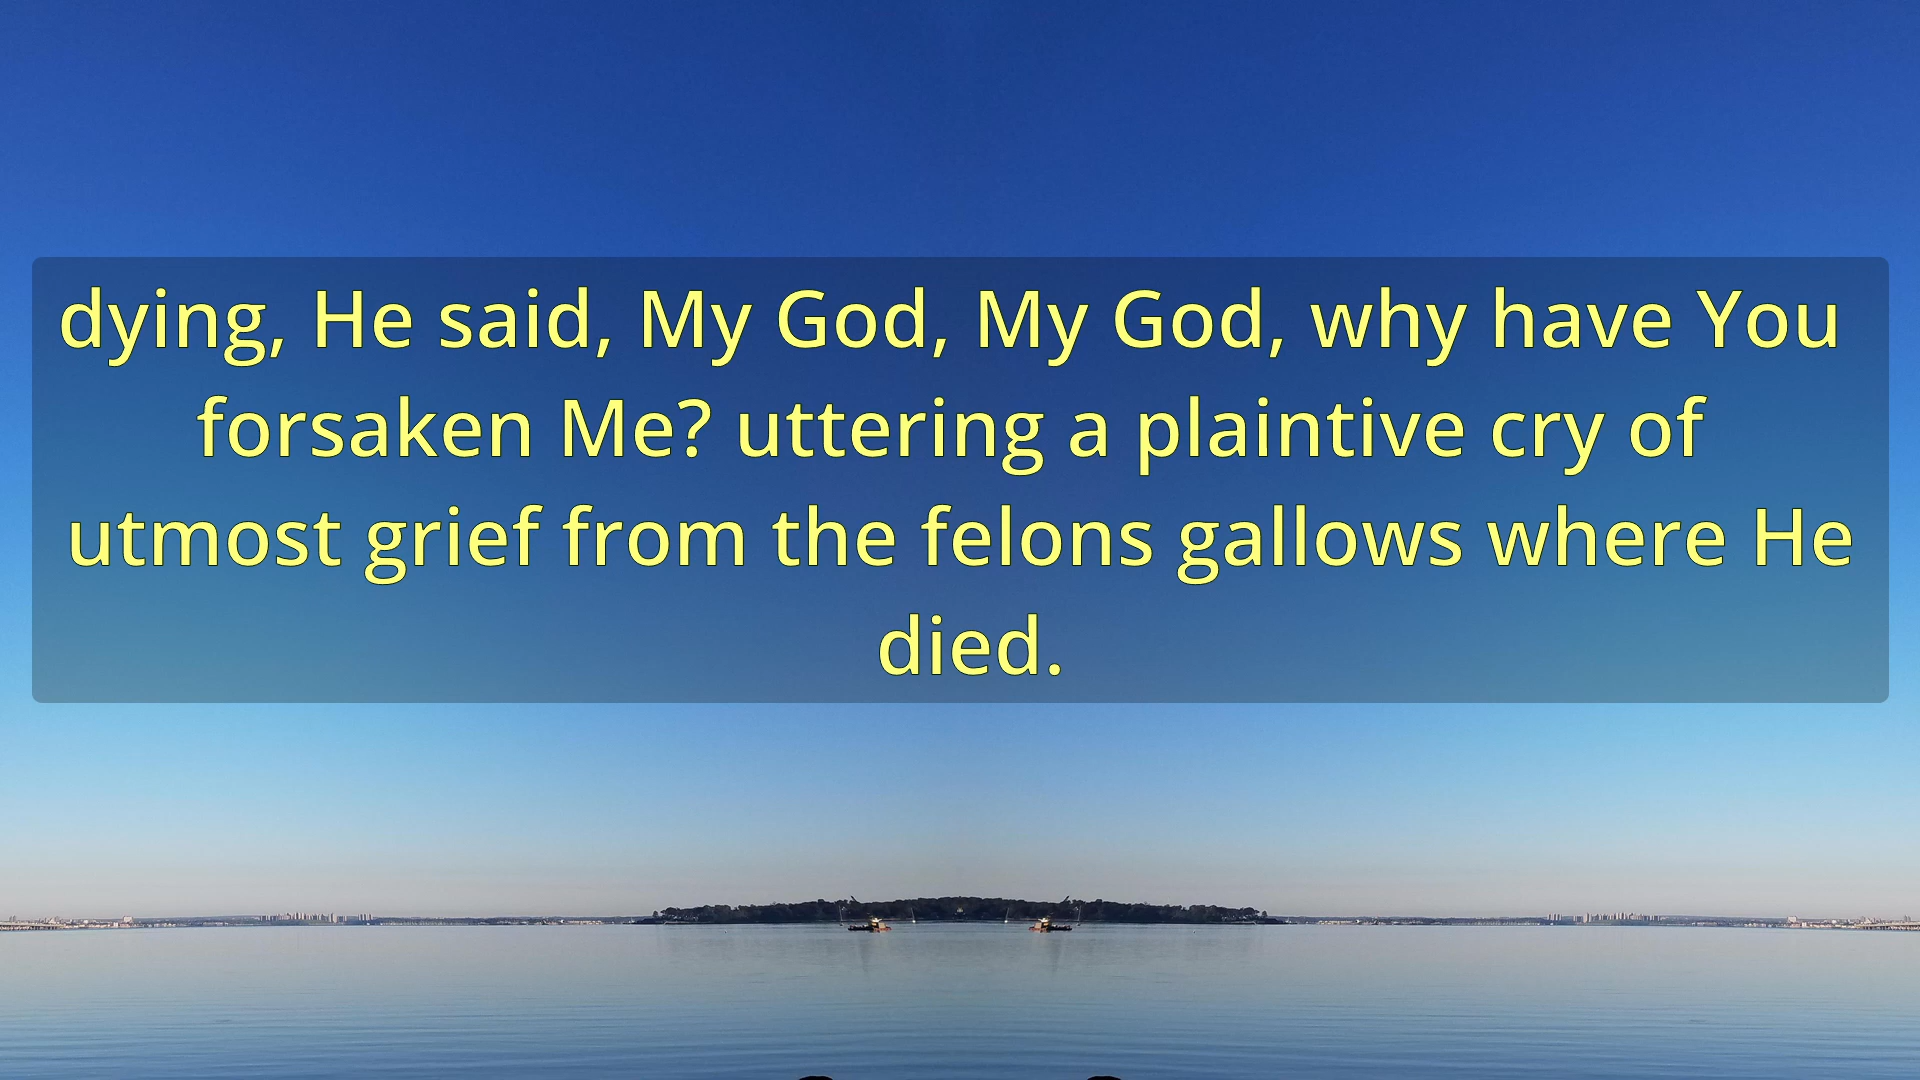 dying, He said, My God, My God, why have You
forsaken Me? uttering a plaintive cry of
utmost grief from the felons gallows where He
died.